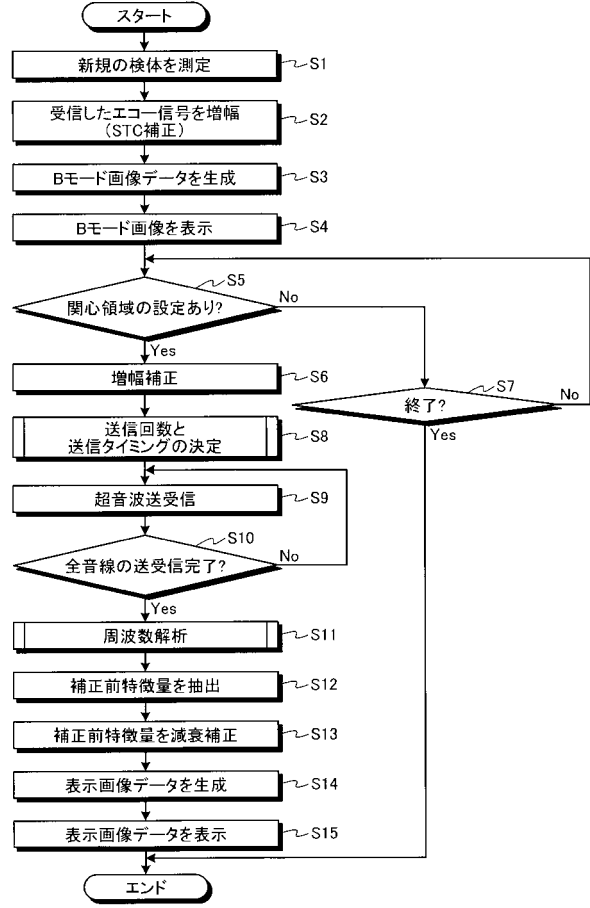 スタート
新規の検体を測定
S1
受信したエコー信号を増幅
(STC補正)
S2
Bモード画像データを生成
S3
Bモード画像を表示
S4
S5
関心領域の設定あり?
No
Yes
増幅補正
S6
S7
終了?
No
Yes
送信回数と
送信タイミングの決定
S8
超音波送受信
S9
S10
全音線の送受信完了?
No
Yes
周波数解析
S11
補正前特徴量を抽出
S12
補正前特徴量を減衰補正
S13
表示画像データを生成
S14
表示画像データを表示
S15
エンド